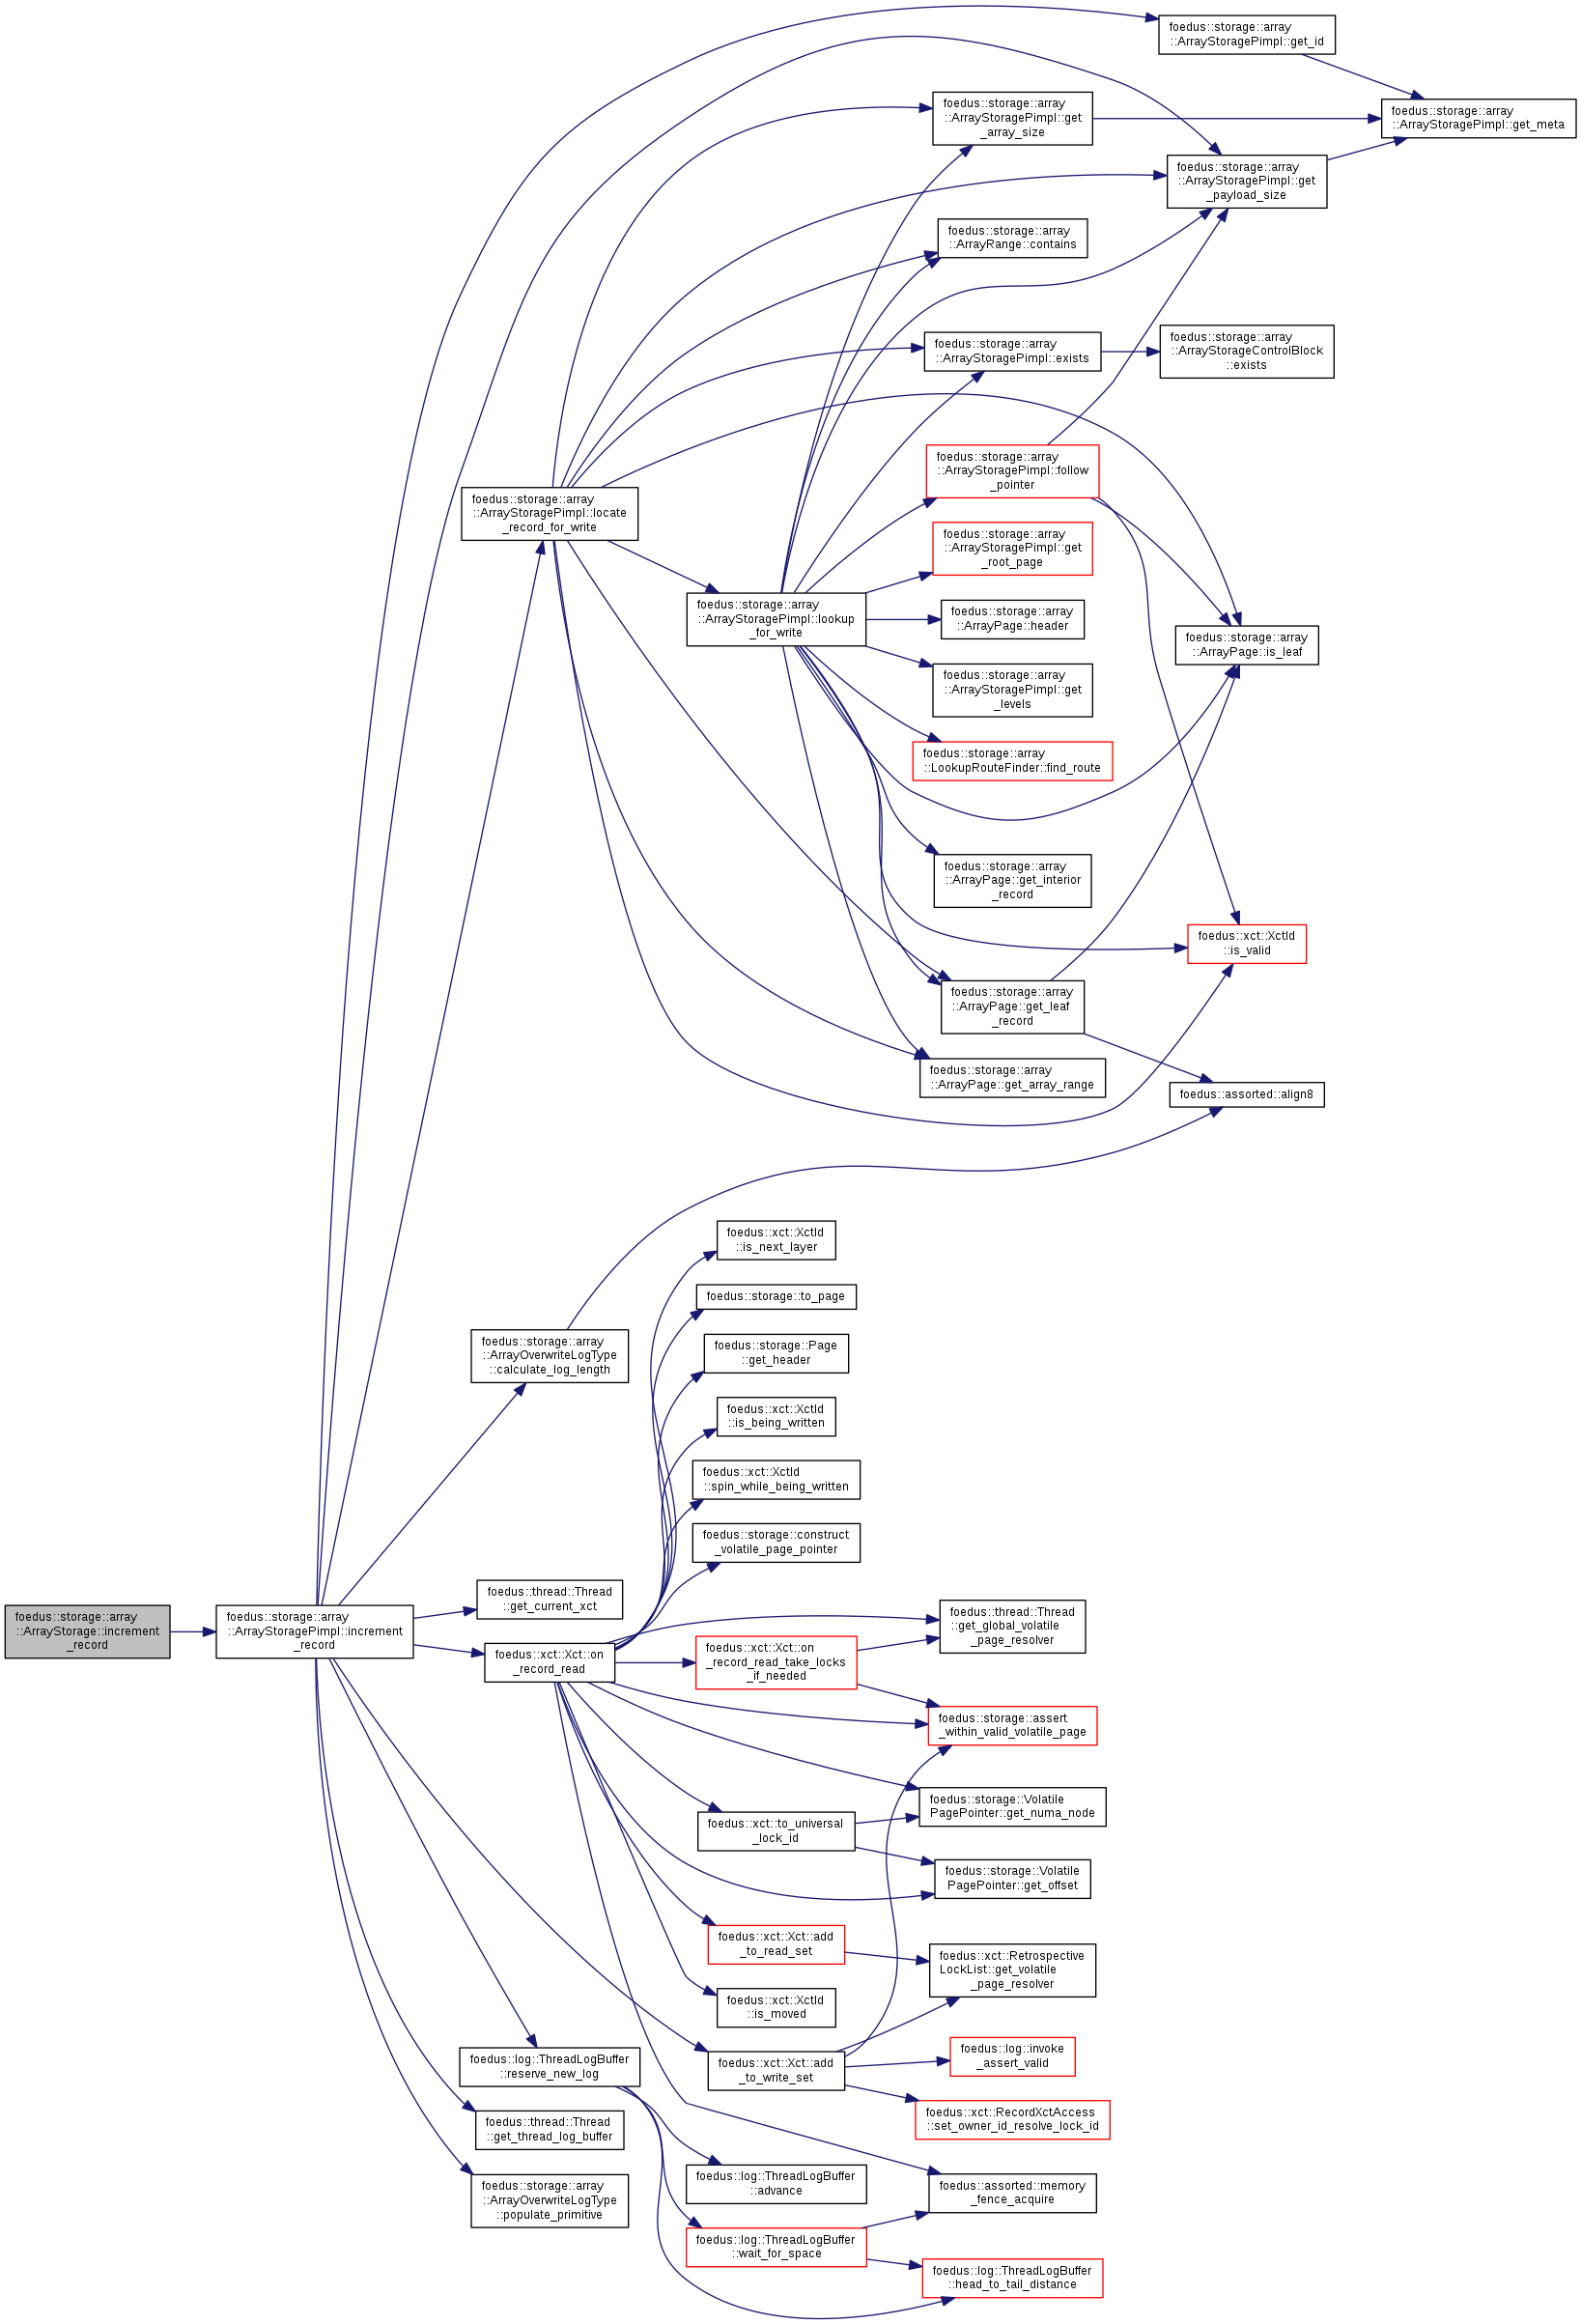 foedus::storage::array
::ArrayStoragePimpl::get_id
foedus::storage::array
::ArrayStoragePimpl::get
_array_size
foedus::storage::array
::ArrayStoragePimpl::get_meta
foedus::storage::array
::ArrayStoragePimpl::get
_payload_size
foedus::storage::array
::ArrayRange::contains
foedus::storage::array
::ArrayStoragePimpl::exists
foedus::storage::array
::ArrayStorageControlBlock
::exists
foedus::storage::array
::ArrayStoragePimpl::follow
_pointer
foedus::storage::array
::ArrayStoragePimpl::locate
_record_for_write
foedus::storage::array
::ArrayStoragePimpl::get
_root_page
foedus::storage::array
::ArrayStoragePimpl::lookup
_for_write
foedus::storage::array
::ArrayPage::header
foedus::storage::array
::ArrayPage::is_leaf
foedus::storage::array
::ArrayStoragePimpl::get
_levels
foedus::storage::array
::LookupRouteFinder::find_route
foedus::storage::array
::ArrayPage::get_interior
_record
foedus::xct::XctId
::is_valid
foedus::storage::array
::ArrayPage::get_leaf
_record
foedus::storage::array
::ArrayPage::get_array_range
foedus::assorted::align8
foedus::xct::XctId
::is_next_layer
foedus::storage::to_page
foedus::storage::array
::ArrayOverwriteLogType
::calculate_log_length
foedus::storage::Page
::get_header
foedus::xct::XctId
::is_being_written
foedus::xct::XctId
::spin_while_being_written
foedus::storage::construct
_volatile_page_pointer
foedus::thread::Thread
::get_current_xct
foedus::storage::array
::ArrayStorage::increment
_record
foedus::storage::array
::ArrayStoragePimpl::increment
_record
foedus::thread::Thread
::get_global_volatile
_page_resolver
foedus::xct::Xct::on
_record_read
foedus::xct::Xct::on
_record_read_take_locks
_if_needed
foedus::storage::assert
_within_valid_volatile_page
foedus::storage::Volatile
PagePointer::get_numa_node
foedus::xct::to_universal
_lock_id
foedus::storage::Volatile
PagePointer::get_offset
foedus::xct::Xct::add
_to_read_set
foedus::xct::Retrospective
LockList::get_volatile
_page_resolver
foedus::xct::XctId
::is_moved
foedus::log::ThreadLogBuffer
::reserve_new_log
foedus::xct::Xct::add
_to_write_set
foedus::log::invoke
_assert_valid
foedus::xct::RecordXctAccess
::set_owner_id_resolve_lock_id
foedus::thread::Thread
::get_thread_log_buffer
foedus::log::ThreadLogBuffer
::advance
foedus::storage::array
::ArrayOverwriteLogType
::populate_primitive
foedus::assorted::memory
_fence_acquire
foedus::log::ThreadLogBuffer
::wait_for_space
foedus::log::ThreadLogBuffer
::head_to_tail_distance